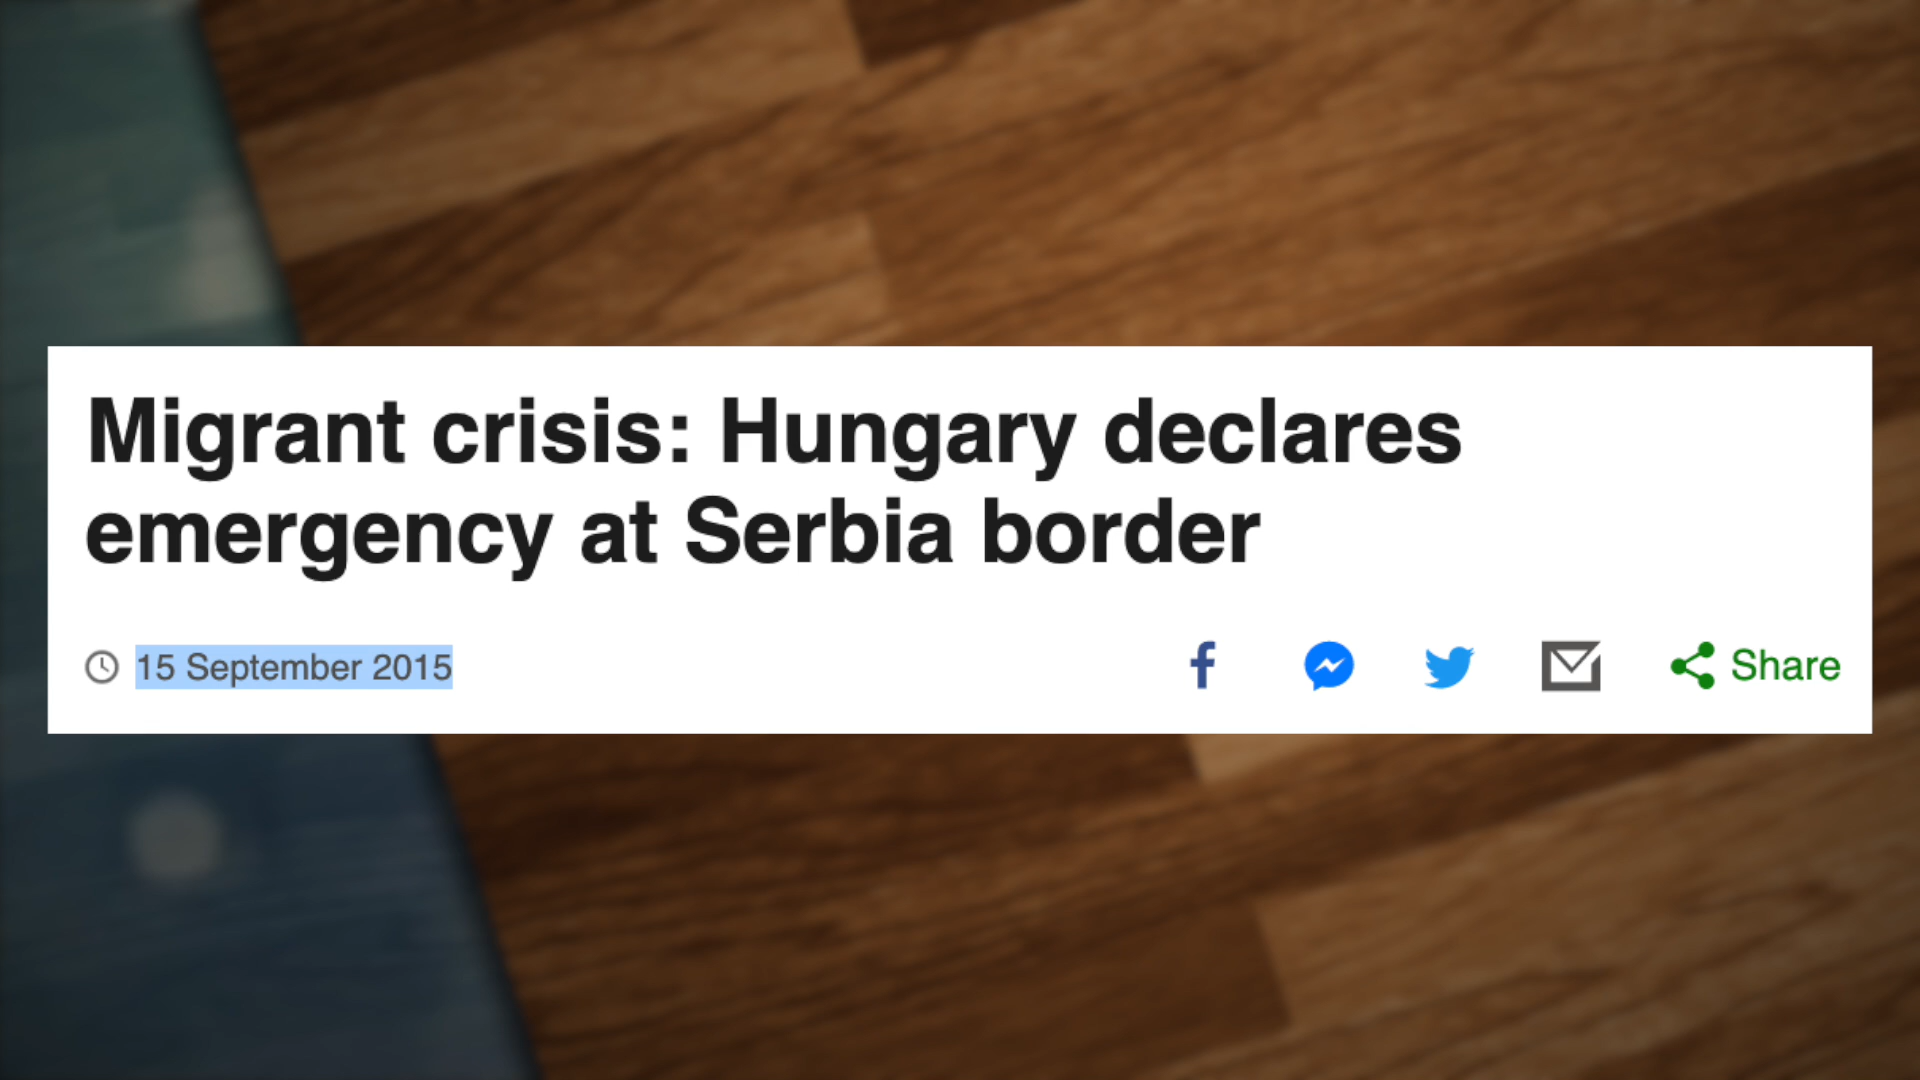 Migrant crisis: Hungary declares
emergency at Serbia border
15 September 2015
Share